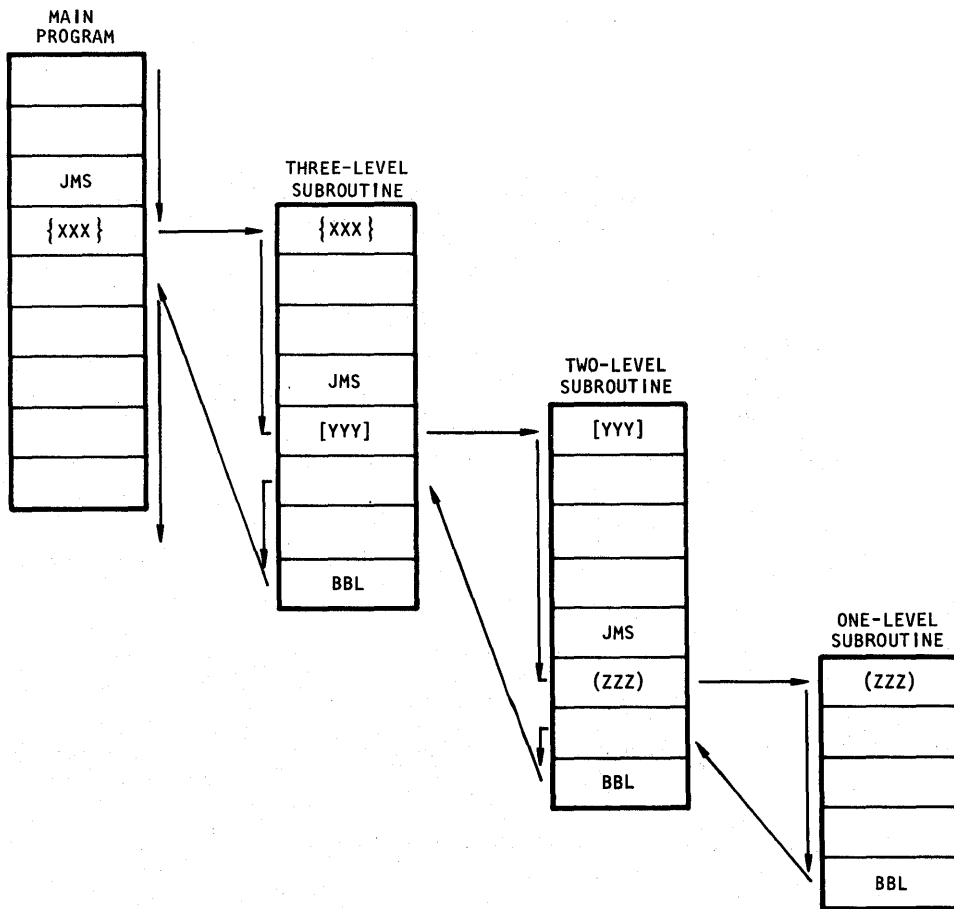 MAIN
PROGRAM
JMS
{XXX}
THREE-LEVEL
SUBROUTINE
{XXX}
JMS
[YYY]
BBL
TWO-LEVEL
SUBROUTINE
[YYY]
JMS
(ZZZ)
BBL
ONE-LEVEL
SUBROUTINE
(ZZZ)
BBL